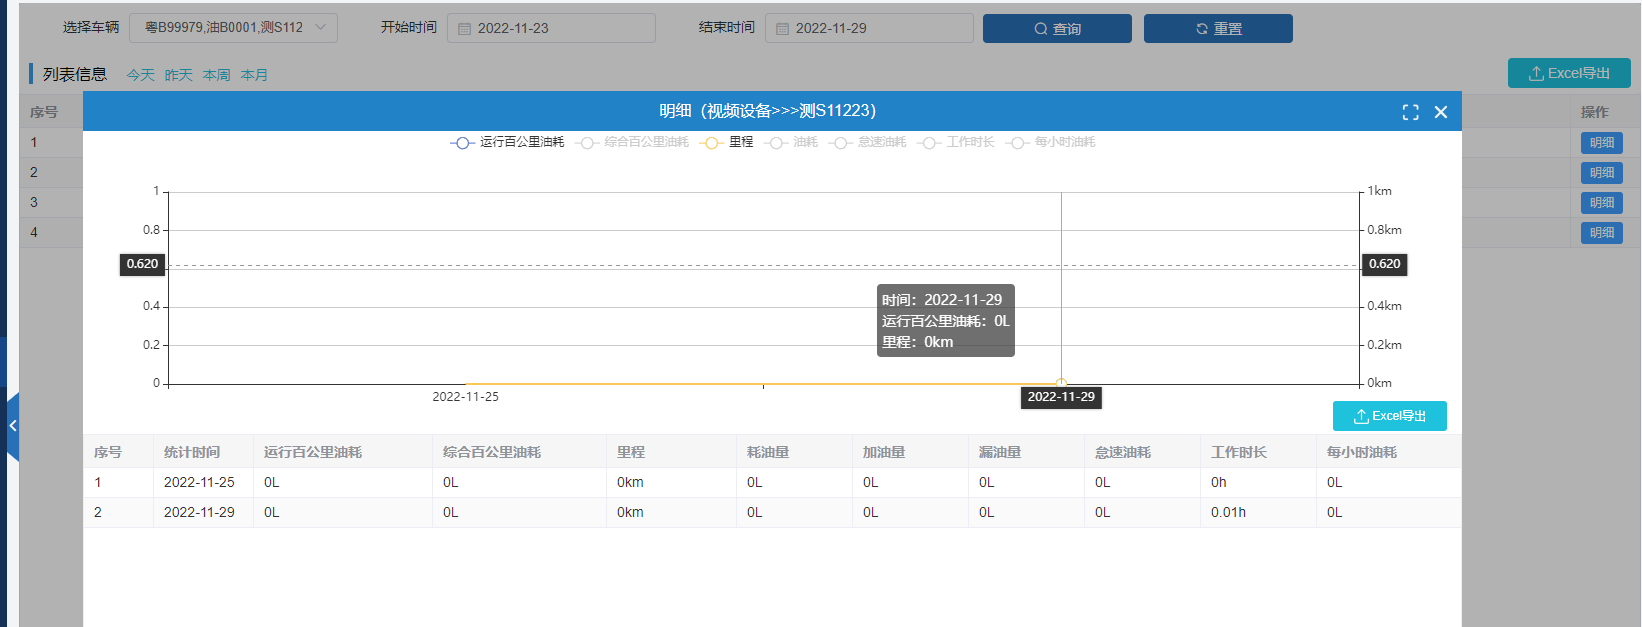 选择车辆 粤B99979,油B0001,测S112 开始时间 2022-11-23 结束时间 2022-11-29 查询 重置
列表信息 今天 昨天 本周 本月 Excel导出
序号 操作
明细（视频设备>>>测S11223）
1 明细
2 明细
3 明细
4 明细
运行百公里油耗 综合百公里油耗 里程 油耗 怠速油耗 工作时长 每小时油耗
1 1km
0.8 0.8km
0.620 0.620
0.4 0.4km
0.2 0.2km
0 0km
时间：2022-11-29
运行百公里油耗：0L
里程：0km
2022-11-25 2022-11-29
Excel导出
序号 统计时间 运行百公里油耗 综合百公里油耗 里程 耗油量 加油量 漏油量 怠速油耗 工作时长 每小时油耗
1 2022-11-25 0L 0L 0km 0L 0L 0L 0L 0h 0L
2 2022-11-29 0L 0L 0km 0L 0L 0L 0L 0.01h 0L